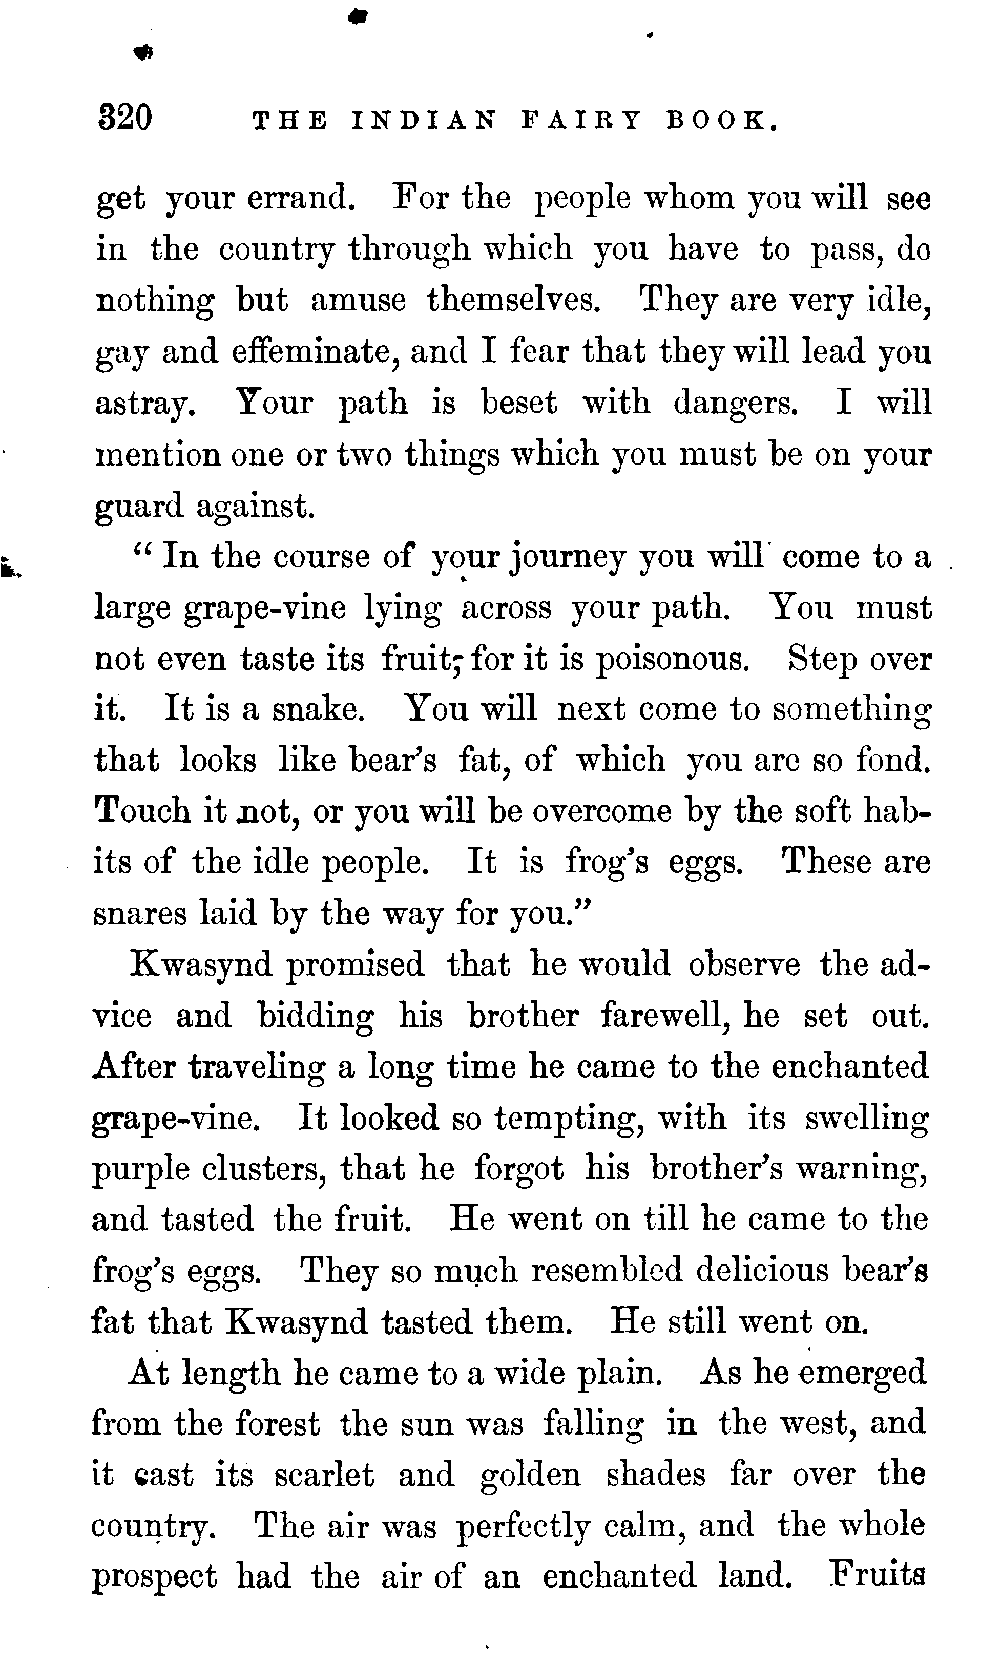 320 THE INDIAN FAIRY BOOK.
get your errand. For the people whom you will see
in the country through which you have to pass, do
nothing but amuse themselves. They are very idle,
gay and effeminate, and I fear that they will lead you
astray. Your path is beset with dangers. I will
mention one or two things which you must be on your
guard against.
“ In the course of your journey you will come to a
large grape-vine lying across your path. You must
not even taste its fruit; for it is poisonous. Step over
it. It is a snake. You will next come to something
that looks like bear's fat, of which you are so fond.
Touch it not, or you will be overcome by the soft hab-
its of the idle people. It is frog's eggs. These are
snares laid by the way for you.”
Kwasynd promised that he would observe the ad-
vice and bidding his brother farewell, he set out.
After traveling a long time he came to the enchanted
grape-vine. It looked so tempting, with its swelling
purple clusters, that he forgot his brother's warning,
and tasted the fruit. He went on till he came to the
frog's eggs. They so much resembled delicious bear's
fat that Kwasynd tasted them. He still went on.
At length he came to a wide plain. As he emerged
from the forest the sun was falling in the west, and
it cast its scarlet and golden shades far over the
country. The air was perfectly calm, and the whole
prospect had the air of an enchanted land. Fruits